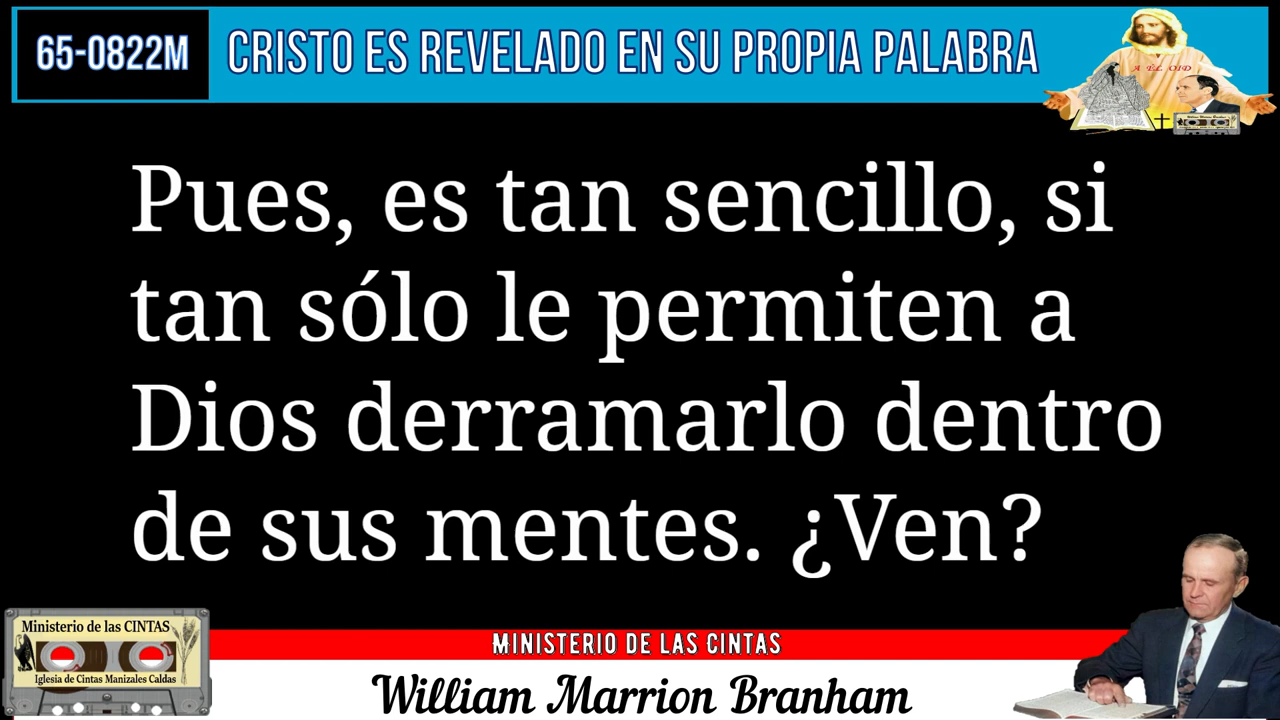 65-0822M
CRISTO ES REVELADO EN SU PROPIA PALABRA
A ÉL OID
Pues, es tan sencillo, si
tan sólo le permiten a
Dios derramarlo dentro
de sus mentes. ¿Ven?
Ministerio de las CINTAS
Iglesia de Cintas Manizales Caldas
MINISTERIO DE LAS CINTAS
William Marrion Branham